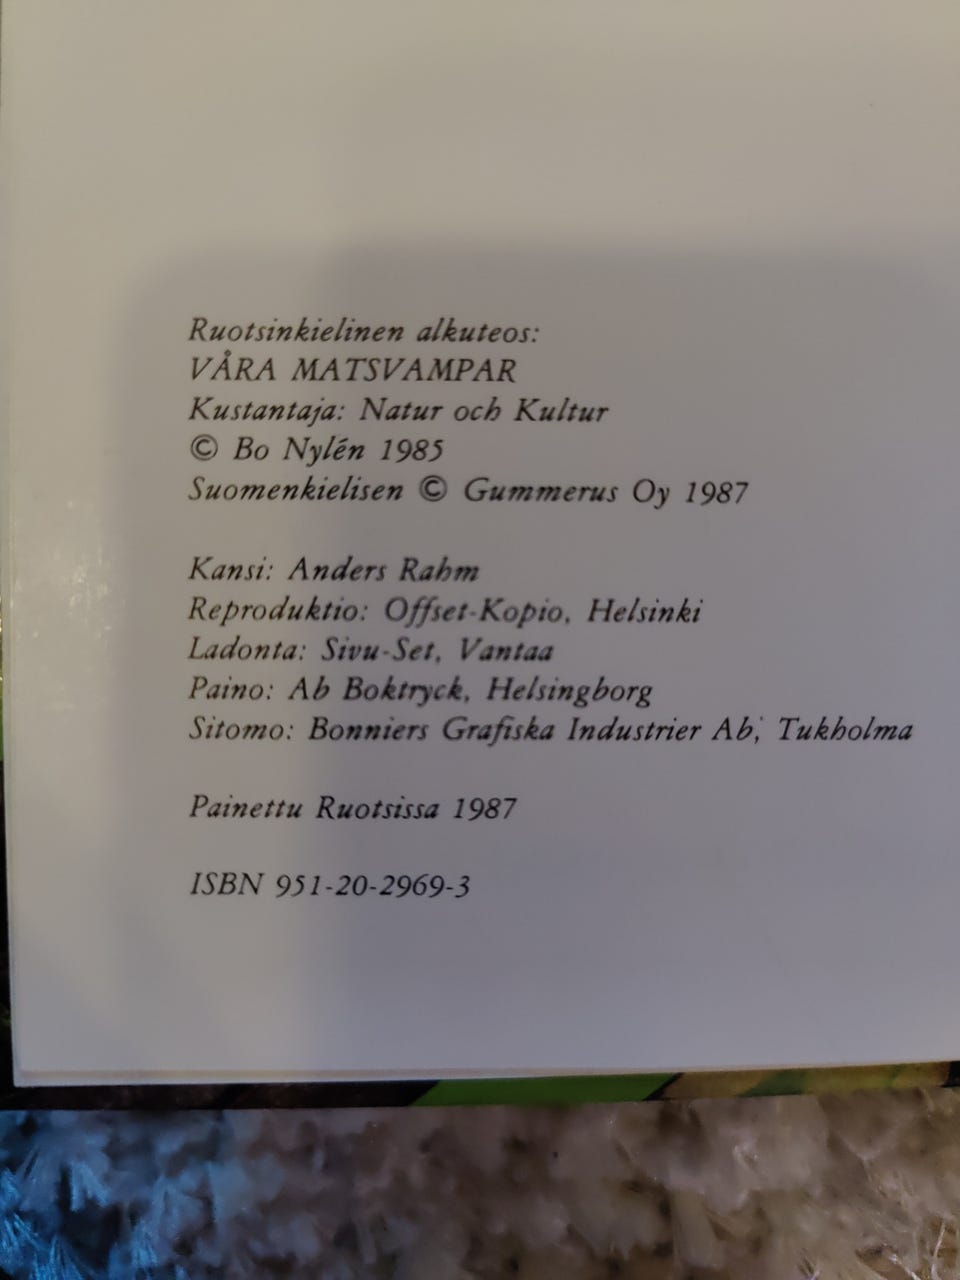 Ruotsinkielinen alkuteos:
VÅRA MATSVAMPAR
Kustantaja: Natur och Kultur
© Bo Nylén 1985
Suomenkielisen © Gummerus Oy 1987
Kansi: Anders Rahm
Reproduktio: Offset-Kopio, Helsinki
Ladonta: Sivu-Set, Vantaa
Paino: Ab Boktryck, Helsingborg
Sitomo: Bonniers Grafiska Industrier Ab, Tukholma
Painettu Ruotsissa 1987
ISBN 951-20-2969-3